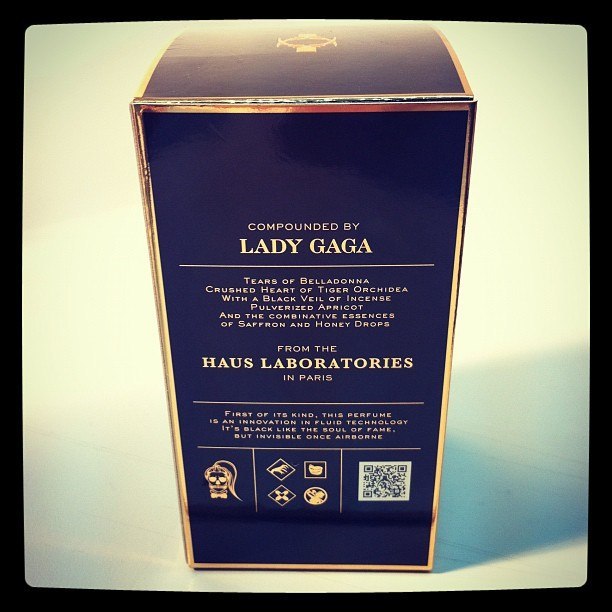 COMPOUNDED BY
LADY GAGA
TEARS OF BELLADONNA
CRUSHED HEART OF TIGER ORCHIDEA
WITH A BLACK VEIL OF INCENSE
PULVERIZED APRICOT
AND THE COMBINATIVE ESSENCES
OF SAFFRON AND HONEY DROPS
FROM THE
HAUS LABORATORIES
IN PARIS
FIRST OF ITS KIND, THIS PERFUME
IS AN INNOVATION IN FLUID TECHNOLOGY
IT'S BLACK LIKE THE SOUL OF FAME,
BUT INVISIBLE ONCE AIRBORNE